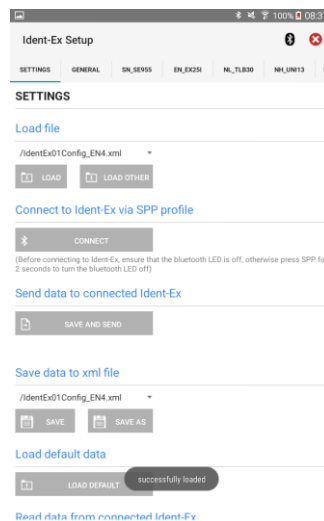 100% 08:3
Ident-Ex Setup
SETTINGS GENERAL SN_SE955 EN_EX25I NL_TLB30 NH_UNI13
SETTINGS
Load file
/IdentEx01Config_EN4.xml
LOAD LOAD OTHER
Connect to Ident-Ex via SPP profile
CONNECT
(Before connecting to Ident-Ex, ensure that the bluetooth LED is off, otherwise press SPP fo
2 seconds to turn the bluetooth LED off)
Send data to connected Ident-Ex
SAVE AND SEND
Save data to xml file
/IdentEx01Config_EN4.xml
SAVE SAVE AS
Load default data
LOAD DEFAULT
successfully loaded
Read data from connected Ident-Ex